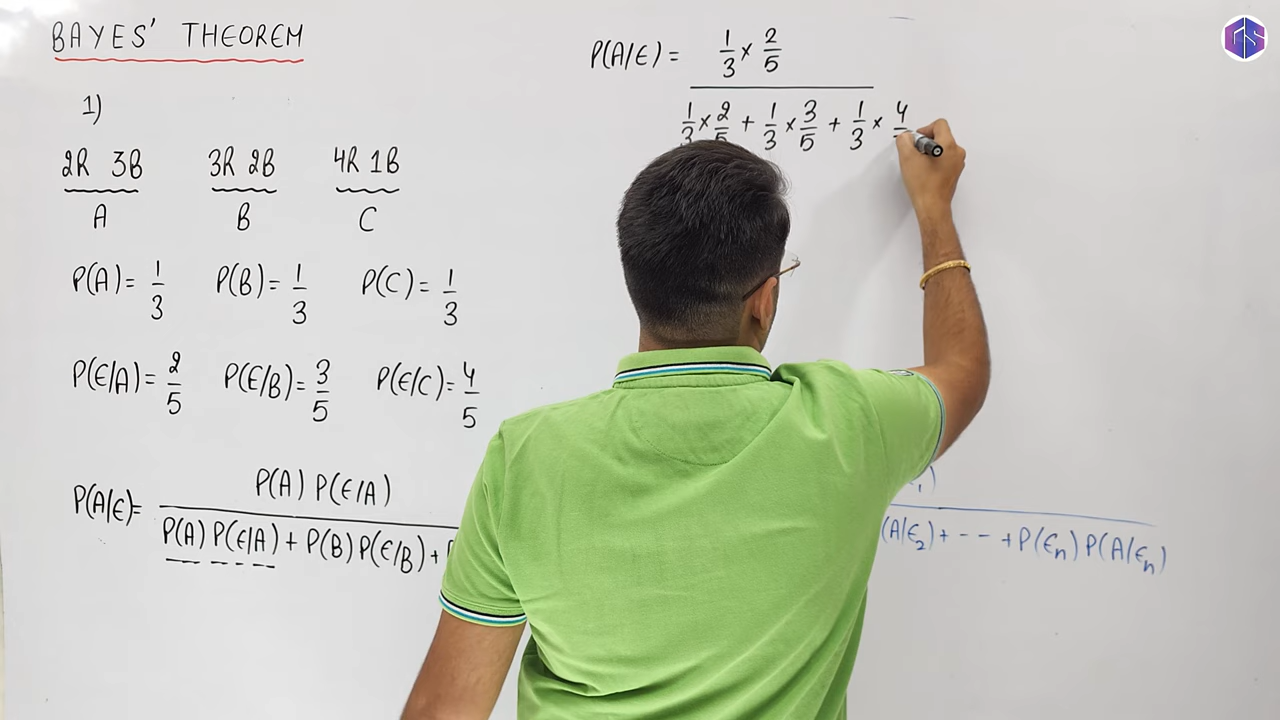 BAYES' THEOREM
1)
2R 3B 3R 2B 4R 1B
A B C
P(A) = 1/3 P(B) = 1/3 P(C) = 1/3
P(E/A) = 2/5 P(E/B) = 3/5 P(E/C) = 4/5
P(A/E) =
P(A) P(E/A)
P(A) P(E/A) + P(B) P(E/B) +
P(A/E) =
1/3 × 2/5
1/3 × 2/5 + 1/3 × 3/5 + 1/3 × 4
(A/E₂) + -- + P(Eₙ) P(A/Eₙ)